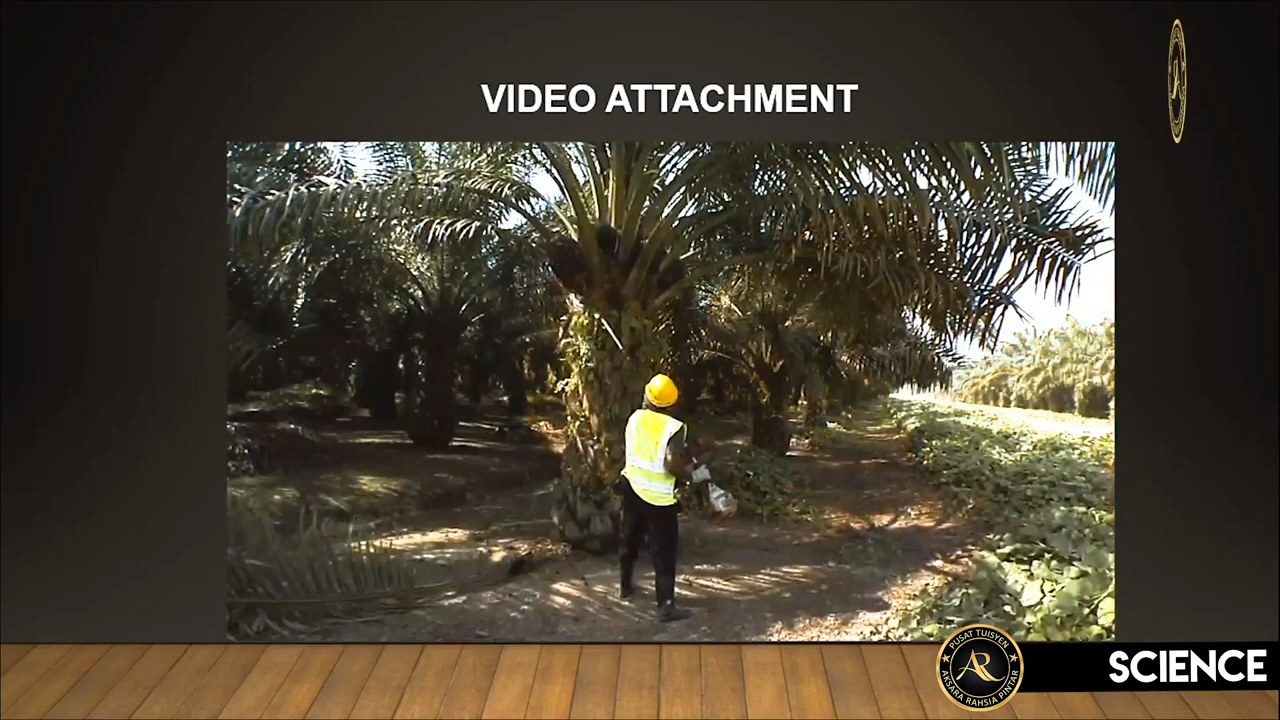 VIDEO ATTACHMENT
PUSAT TUISYEN
AR
AKSARA RAHSIA PINTAR
SCIENCE